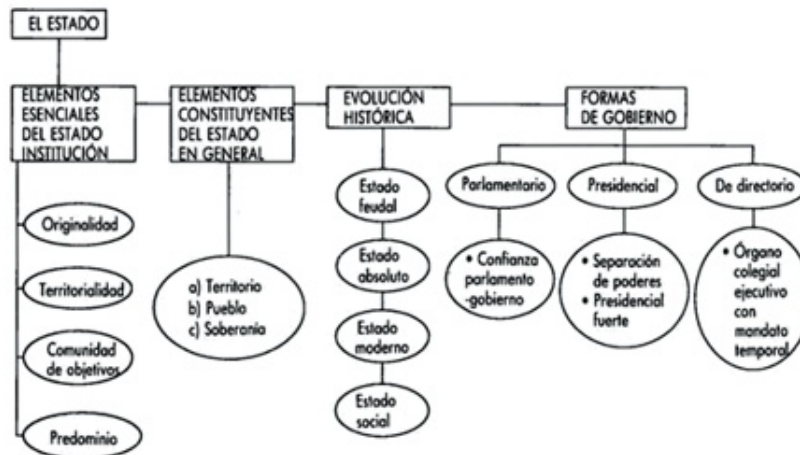 EL ESTADO
ELEMENTOS
ESENCIALES
DEL ESTADO
INSTITUCIÓN
ELEMENTOS
CONSTITUYENTES
DEL ESTADO
EN GENERAL
EVOLUCIÓN
HISTÓRICA
FORMAS
DE GOBIERNO
Originalidad
Territorialidad
Comunidad
de objetivos
Predominio
a) Territorio
b) Pueblo
c) Soberanía
Estado
feudal
Estado
absoluto
Estado
moderno
Estado
social
Parlamentario
• Confianza
parlamento
-gobierno
Presidencial
• Separación
de poderes
• Presidencial
fuerte
De directorio
• Órgano
colegial
ejecutivo
con
mandato
temporal